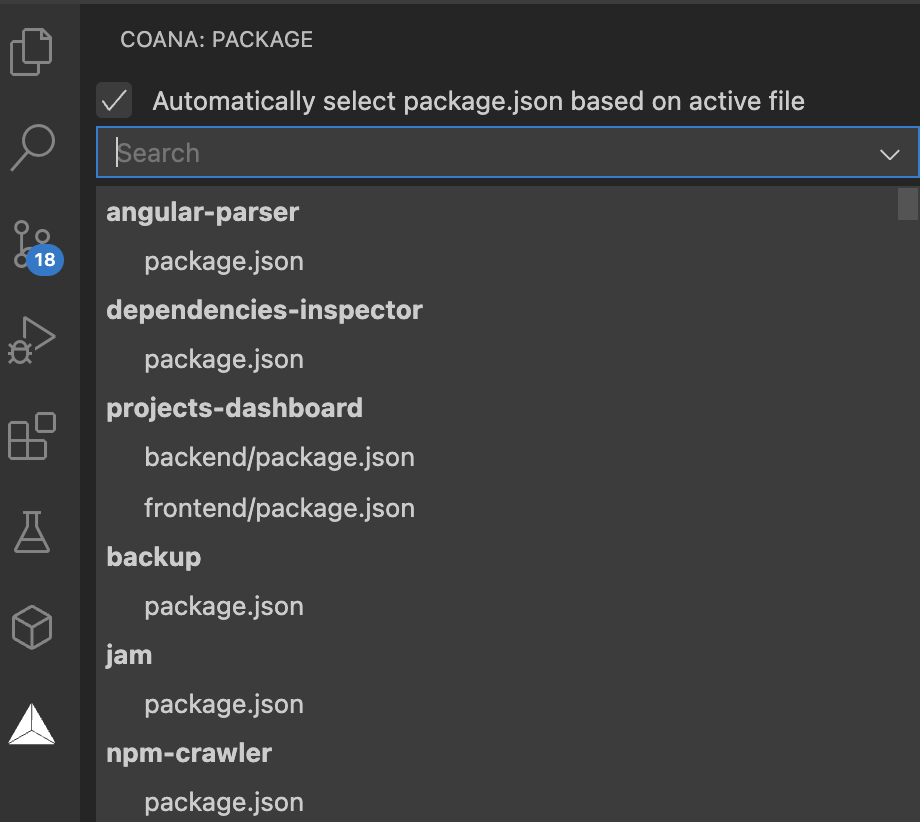 COANA: PACKAGE
Automatically select package.json based on active file
Search
angular-parser
package.json
18
dependencies-inspector
package.json
projects-dashboard
backend/package.json
frontend/package.json
backup
package.json
jam
package.json
npm-crawler
package.json